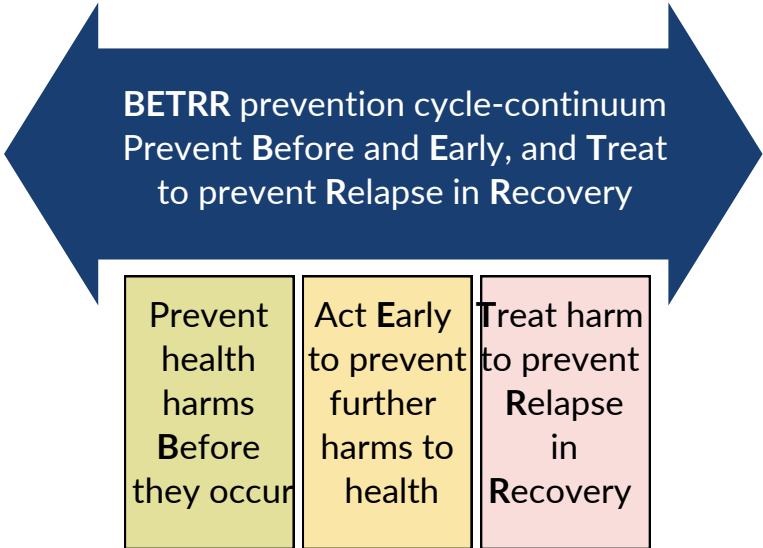 BETRR prevention cycle-continuum
Prevent Before and Early, and Treat
to prevent Relapse in Recovery
Prevent
health
harms
Before
they occur
Act Early
to prevent
further
harms to
health
Treat harm
to prevent
Relapse
in
Recovery